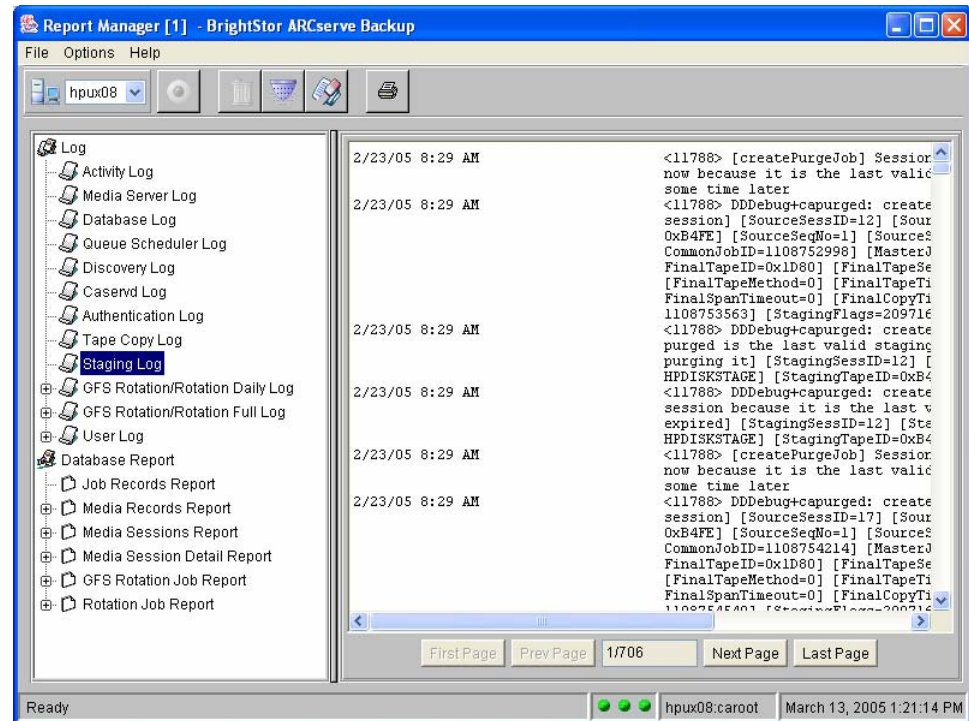 Report Manager [1] - BrightStor ARCserve Backup
File Options Help
hpux08
Log
Activity Log
Media Server Log
Database Log
Queue Scheduler Log
Discovery Log
Caservd Log
Authentication Log
Tape Copy Log
Staging Log
GFS Rotation/Rotation Daily Log
GFS Rotation/Rotation Full Log
User Log
Database Report
Job Records Report
Media Records Report
Media Sessions Report
Media Session Detail Report
GFS Rotation Job Report
Rotation Job Report
2/23/05 8:29 AM <11788> [createPurgeJob] Session
now because it is the last valid
some time later
2/23/05 8:29 AM <11788> DDDebug+capurged: create
session] [SourceSessID=12] [Sour
0xB4FE] [SourceSeqNo=1] [SourceS
CommonJobID=1108752998] [MasterJ
FinalTapeID=0x1D80] [FinalTapeSe
[FinalTapeMethod=0] [FinalTapeTi
FinalSpanTimeout=0] [FinalCopyTi
1108753563] [StagingFlags=209716
2/23/05 8:29 AM <11788> DDDebug+capurged: create
purged is the last valid staging
purging it] [StagingSessID=12] [
HPDISKSTAGE] [StagingTapeID=0xB4
2/23/05 8:29 AM <11788> DDDebug+capurged: create
session because it is the last v
expired] [StagingSessID=12] [Sta
HPDISKSTAGE] [StagingTapeID=0xB4
2/23/05 8:29 AM <11788> [createPurgeJob] Session
now because it is the last valid
some time later
2/23/05 8:29 AM <11788> DDDebug+capurged: create
session] [SourceSessID=17] [Sour
0xB4FE] [SourceSeqNo=1] [SourceS
CommonJobID=1108754214] [MasterJ
FinalTapeID=0x1D80] [FinalTapeSe
[FinalTapeMethod=0] [FinalTapeTi
FinalSpanTimeout=0] [FinalCopyTi
First Page Prev Page 1/706 Next Page Last Page
Ready hpux08:caroot March 13, 2005 1:21:14 PM